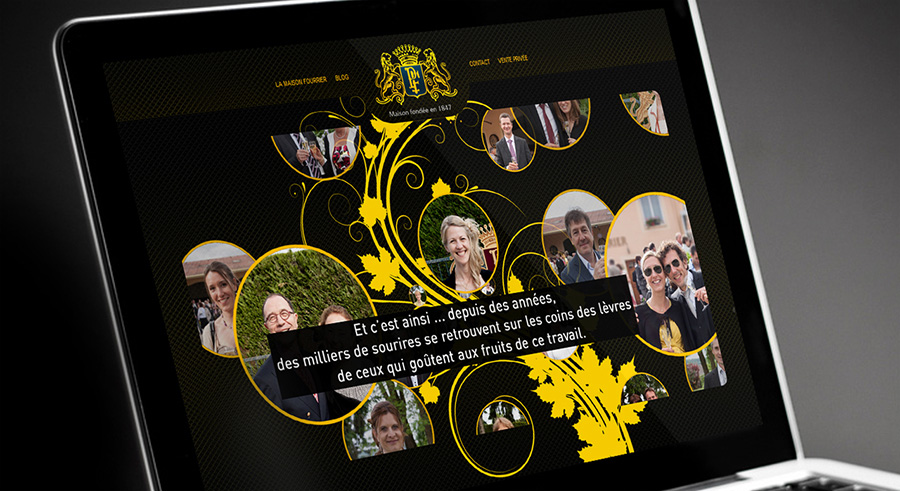 LA MAISON FOURRIER BLOG CONTACT VENTE PRIVÉE
Maison fondée en 1847
Et c'est ainsi ... depuis des années,
des milliers de sourires se retrouvent sur les coins des lèvres
de ceux qui goûtent aux fruits de ce travail.